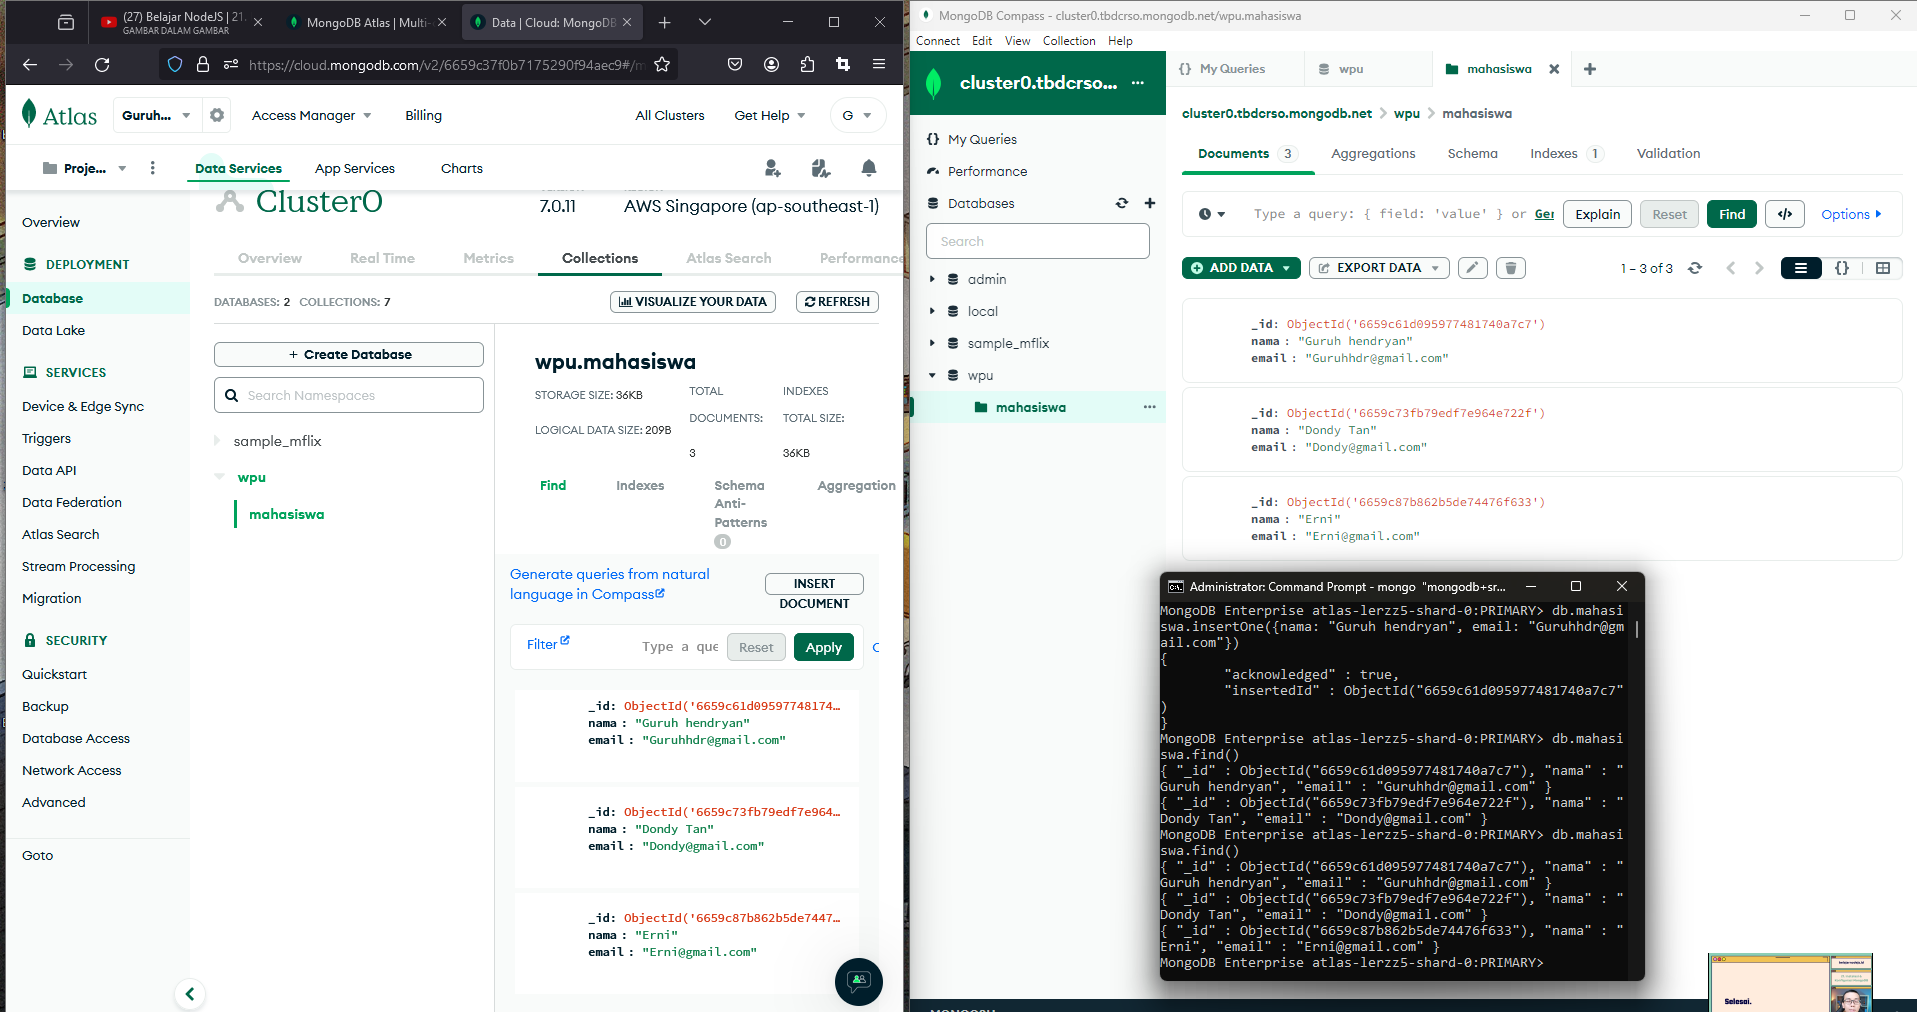 (27) Belajar NodeJS | 21.
GAMBAR DALAM GAMBAR
MongoDB Atlas | Multi-
Data | Cloud: MongoDB
https://cloud.mongodb.com/v2/6659c37f0b7175290f94aec9#/m
Atlas
Guruh...
Access Manager
Billing
All Clusters
Get Help
G
Proje...
Data Services
App Services
Charts
Overview
DEPLOYMENT
Database
Data Lake
SERVICES
Device & Edge Sync
Triggers
Data API
Data Federation
Atlas Search
Stream Processing
Migration
SECURITY
Quickstart
Backup
Database Access
Network Access
Advanced
Goto
Cluster0
7.0.11
AWS Singapore (ap-southeast-1)
Overview
Real Time
Metrics
Collections
Atlas Search
Performance
DATABASES: 2 COLLECTIONS: 7
VISUALIZE YOUR DATA
REFRESH
+ Create Database
Search Namespaces
sample_mflix
wpu
mahasiswa
wpu.mahasiswa
STORAGE SIZE: 36KB
LOGICAL DATA SIZE: 209B
TOTAL
DOCUMENTS:
3
INDEXES
TOTAL SIZE:
36KB
Find
Indexes
Schema
Anti-
Patterns
0
Aggregation
Generate queries from natural
language in Compass
INSERT
DOCUMENT
Filter
Type a que
Reset
Apply
_id: ObjectId('6659c61d09597748174...
nama : "Guruh hendryan"
email : "Guruhhdr@gmail.com"
_id: ObjectId('6659c73fb79edf7e964...
nama : "Dondy Tan"
email : "Dondy@gmail.com"
_id: ObjectId('6659c87b862b5de7447...
nama : "Erni"
email : "Erni@gmail.com"
MongoDB Compass - cluster0.tbdcrso.mongodb.net/wpu.mahasiswa
Connect Edit View Collection Help
cluster0.tbdcrso...
My Queries
Performance
Databases
Search
admin
local
sample_mflix
wpu
mahasiswa
My Queries
wpu
mahasiswa
cluster0.tbdcrso.mongodb.net > wpu > mahasiswa
Documents 3
Aggregations
Schema
Indexes 1
Validation
Type a query: { field: 'value' } or Ger
Explain
Reset
Find
</>
Options
ADD DATA
EXPORT DATA
1 – 3 of 3
{}
_id: ObjectId('6659c61d095977481740a7c7')
nama : "Guruh hendryan"
email : "Guruhhdr@gmail.com"
_id: ObjectId('6659c73fb79edf7e964e722f')
nama : "Dondy Tan"
email : "Dondy@gmail.com"
_id: ObjectId('6659c87b862b5de74476f633')
nama : "Erni"
email : "Erni@gmail.com"
Administrator: Command Prompt - mongo "mongodb+sr...
MongoDB Enterprise atlas-lerzz5-shard-0:PRIMARY> db.mahasi
swa.insertOne({nama: "Guruh hendryan", email: "Guruhhdr@gm
ail.com"})
{
"acknowledged" : true,
"insertedId" : ObjectId("6659c61d095977481740a7c7"
)
}
MongoDB Enterprise atlas-lerzz5-shard-0:PRIMARY> db.mahasi
swa.find()
{ "_id" : ObjectId("6659c61d095977481740a7c7"), "nama" : "
Guruh hendryan", "email" : "Guruhhdr@gmail.com" }
{ "_id" : ObjectId("6659c73fb79edf7e964e722f"), "nama" : "
Dondy Tan", "email" : "Dondy@gmail.com" }
MongoDB Enterprise atlas-lerzz5-shard-0:PRIMARY> db.mahasi
swa.find()
{ "_id" : ObjectId("6659c61d095977481740a7c7"), "nama" : "
Guruh hendryan", "email" : "Guruhhdr@gmail.com" }
{ "_id" : ObjectId("6659c73fb79edf7e964e722f"), "nama" : "
Dondy Tan", "email" : "Dondy@gmail.com" }
{ "_id" : ObjectId("6659c87b862b5de74476f633"), "nama" : "
Erni", "email" : "Erni@gmail.com" }
MongoDB Enterprise atlas-lerzz5-shard-0:PRIMARY>
Selesai.